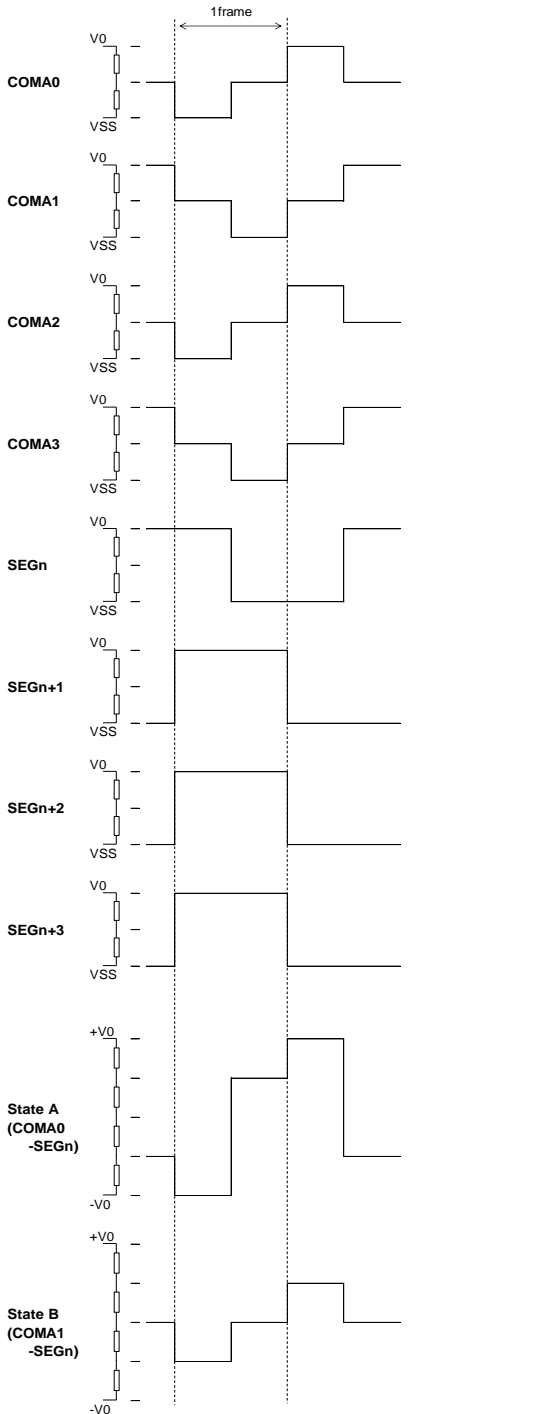 1frame
V0
COMA0
VSS
V0
COMA1
VSS
V0
COMA2
VSS
V0
COMA3
VSS
V0
SEGn
VSS
V0
SEGn+1
VSS
V0
SEGn+2
VSS
V0
SEGn+3
VSS
+V0
State A
(COMA0
-SEGn)
-V0
+V0
State B
(COMA1
-SEGn)
-V0